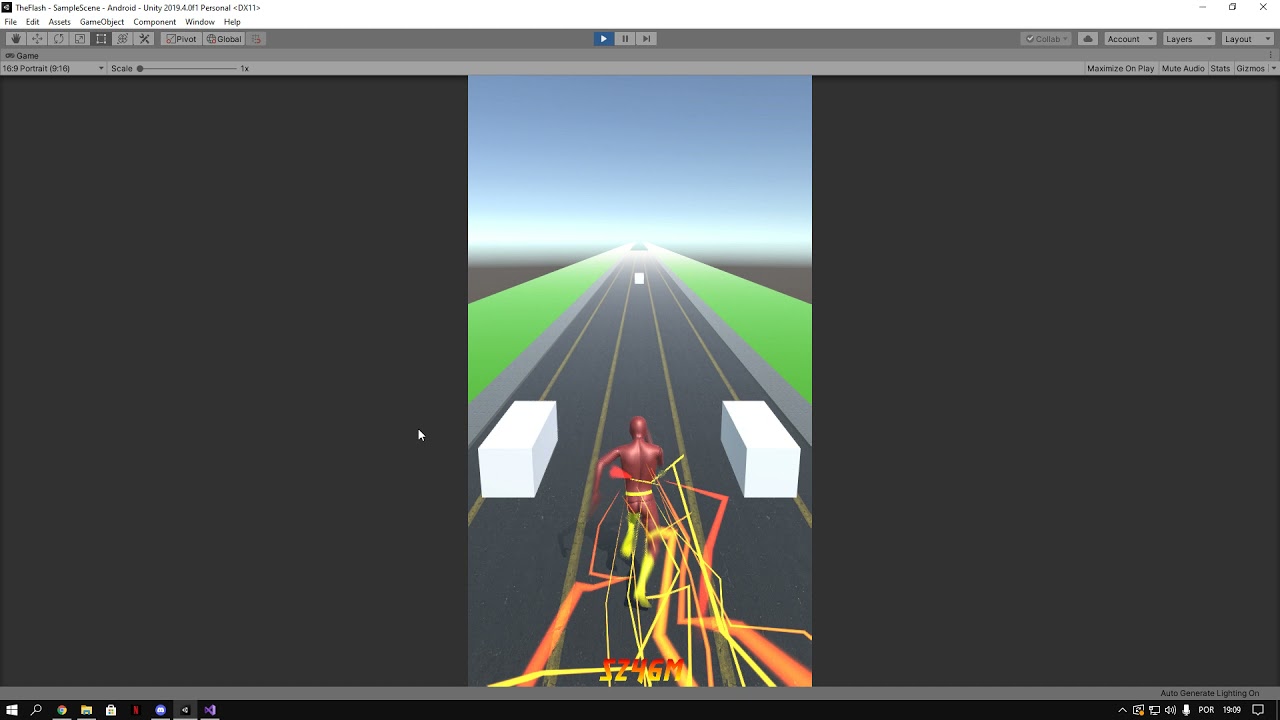 TheFlash - SampleScene - Android - Unity 2019.4.0f1 Personal <DX11>
File Edit Assets GameObject Component Window Help
Pivot Global Collab Account Layers Layout
Game
16:9 Portrait (9:16) Scale 1x Maximize On Play Mute Audio Stats Gizmos
5246M
Auto Generate Lighting On
POR 19:09